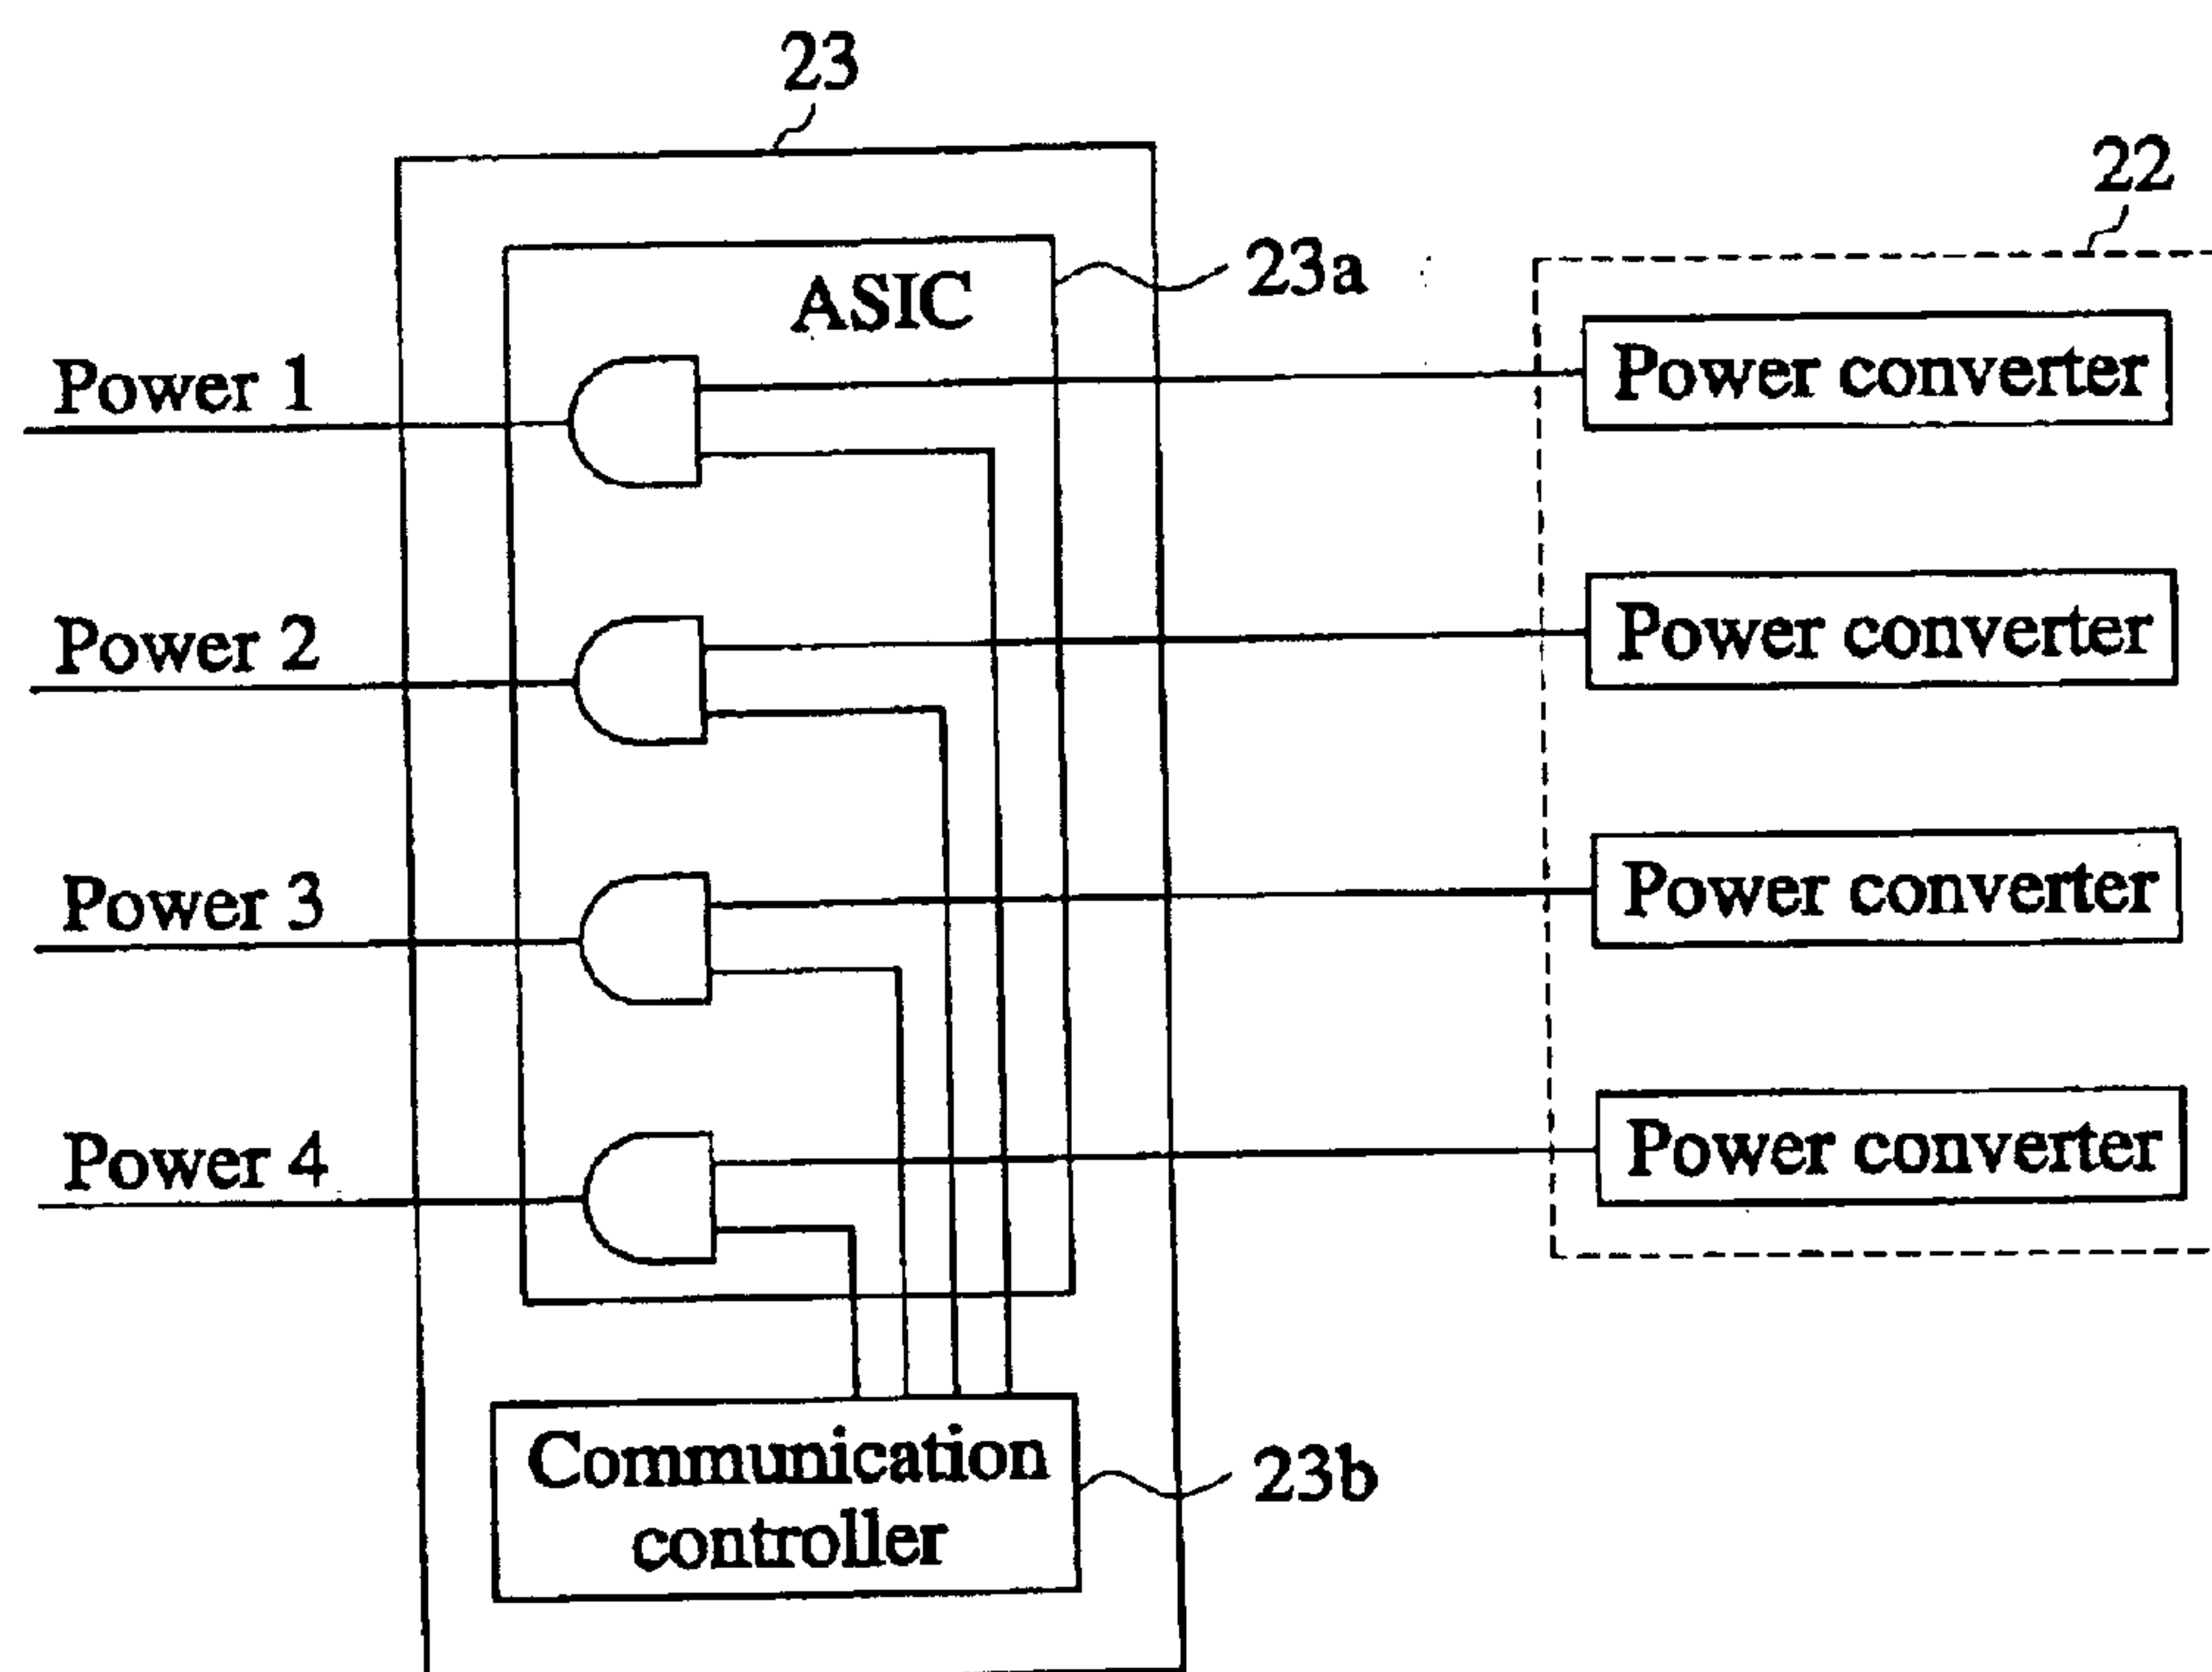 23
22
ASIC
23a
Power 1
Power converter
Power 2
Power converter
Power 3
Power converter
Power 4
Power converter
Communication
controller
23b